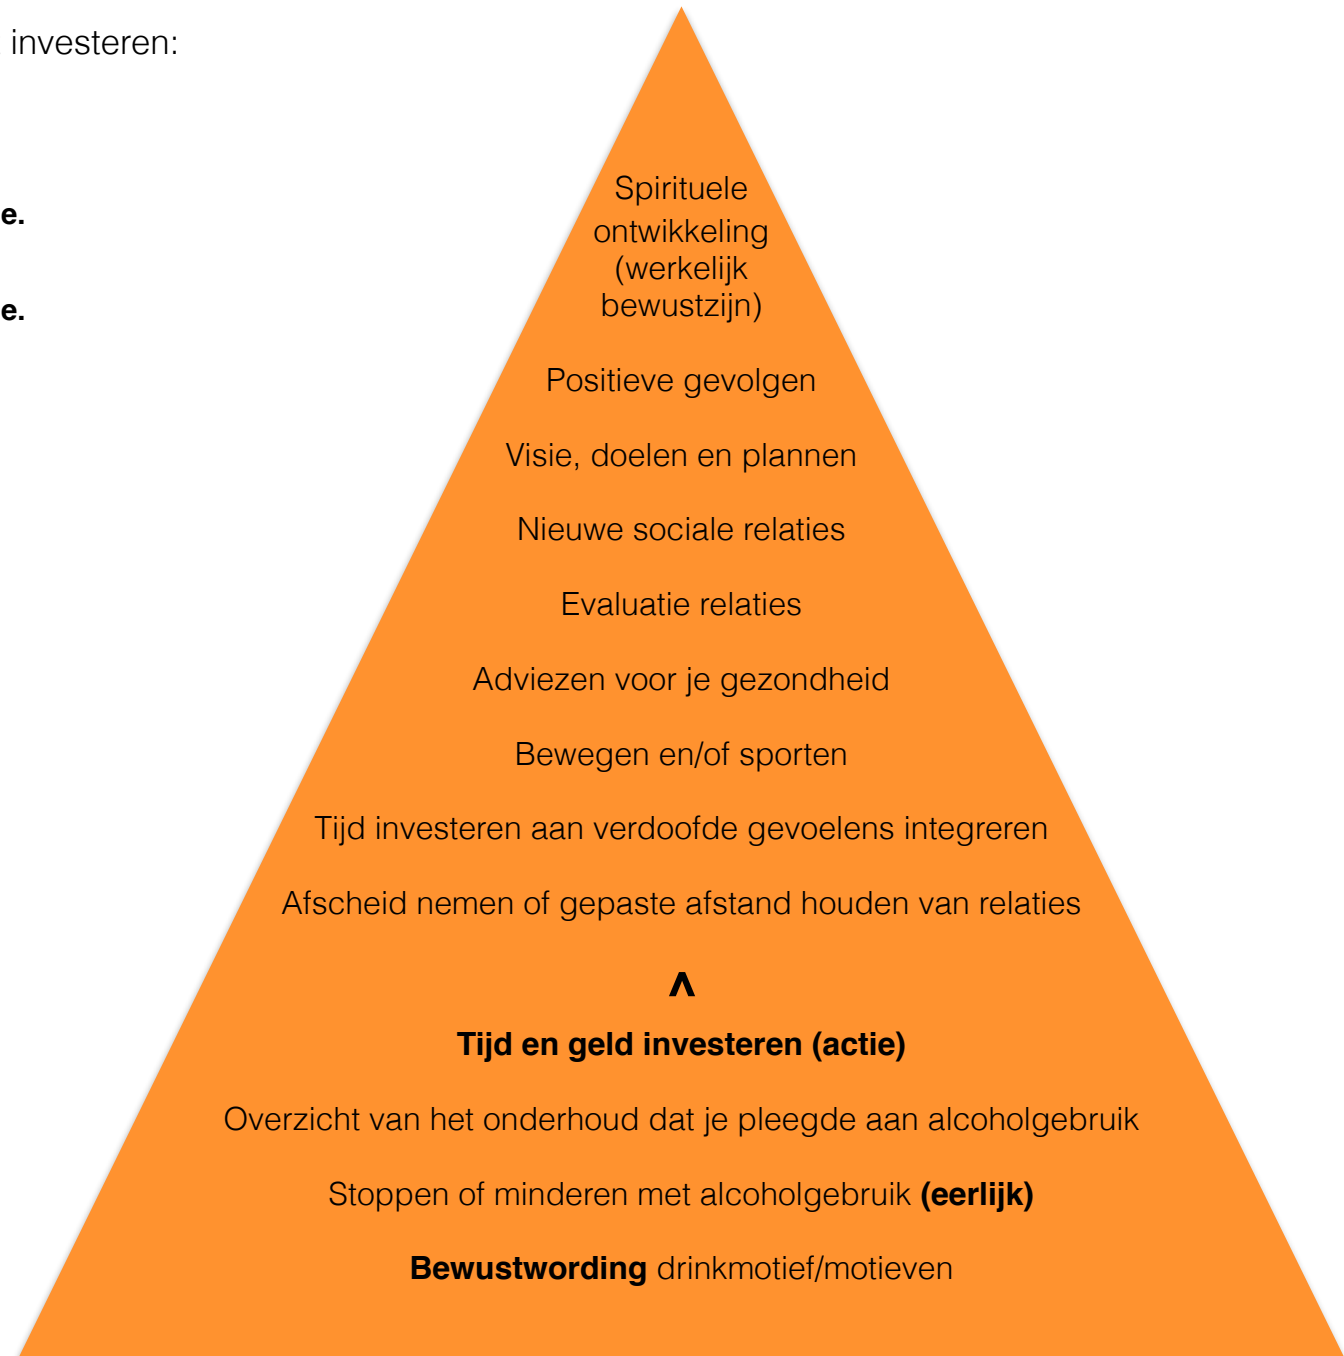 investeren:
e.
e.
Spirituele
ontwikkeling
(werkelijk
bewustzijn)
Positieve gevolgen
Visie, doelen en plannen
Nieuwe sociale relaties
Evaluatie relaties
Adviezen voor je gezondheid
Bewegen en/of sporten
Tijd investeren aan verdoofde gevoelens integreren
Afscheid nemen of gepaste afstand houden van relaties
^
Tijd en geld investeren (actie)
Overzicht van het onderhoud dat je pleegde aan alcoholgebruik
Stoppen of minderen met alcoholgebruik (eerlijk)
Bewustwording drinkmotief/motieven